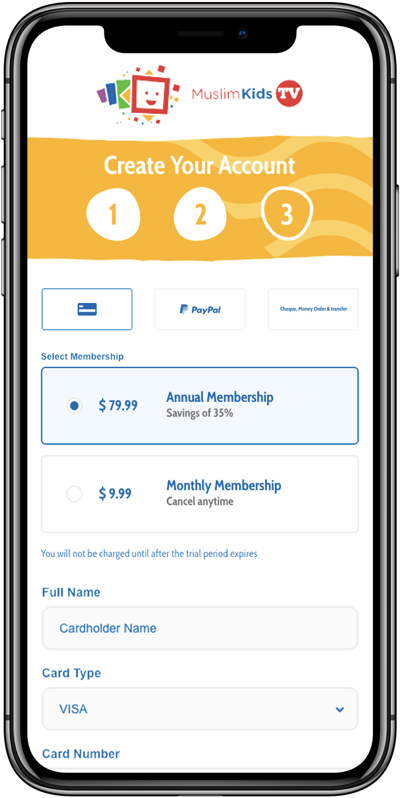 MuslimKids TV
Create Your Account
1 2 3
PayPal Cheque, Money Order & transfer
Select Membership
$ 79.99 Annual Membership
Savings of 35%
$ 9.99 Monthly Membership
Cancel anytime
You will not be charged until after the trial period expires
Full Name
Cardholder Name
Card Type
VISA
Card Number